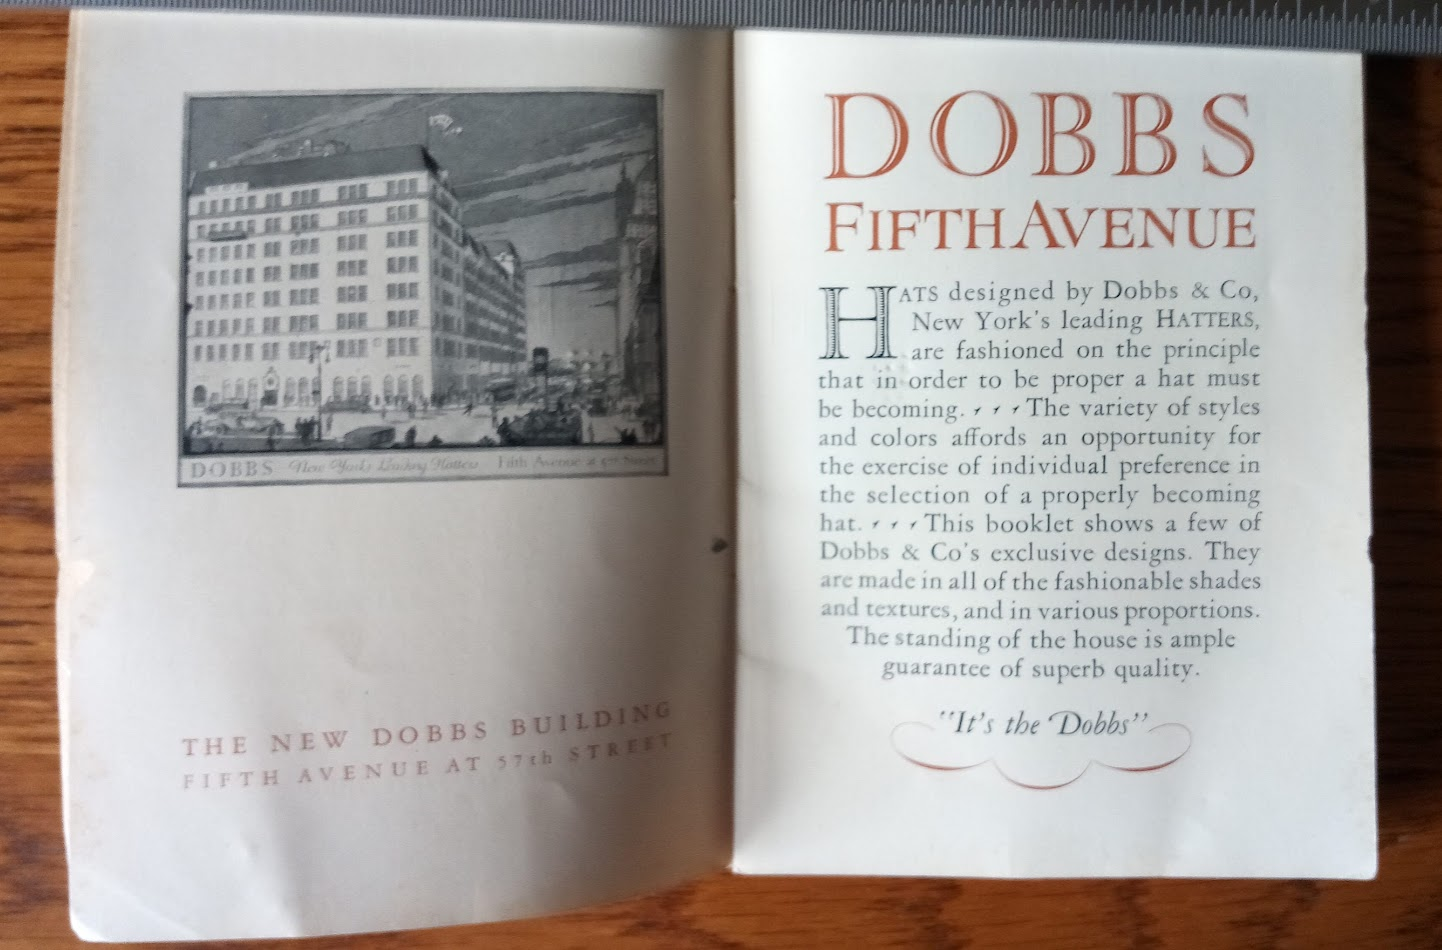 DOBBS New York's Leading Hatters Fifth Avenue at 57th Street
THE NEW DOBBS BUILDING
FIFTH AVENUE AT 57th STREET
DOBBS
FIFTH AVENUE
HATS designed by Dobbs & Co,
New York's leading HATTERS,
are fashioned on the principle
that in order to be proper a hat must
be becoming. The variety of styles
and colors affords an opportunity for
the exercise of individual preference in
the selection of a properly becoming
hat. This booklet shows a few of
Dobbs & Co's exclusive designs. They
are made in all of the fashionable shades
and textures, and in various proportions.
The standing of the house is ample
guarantee of superb quality.
"It's the Dobbs"